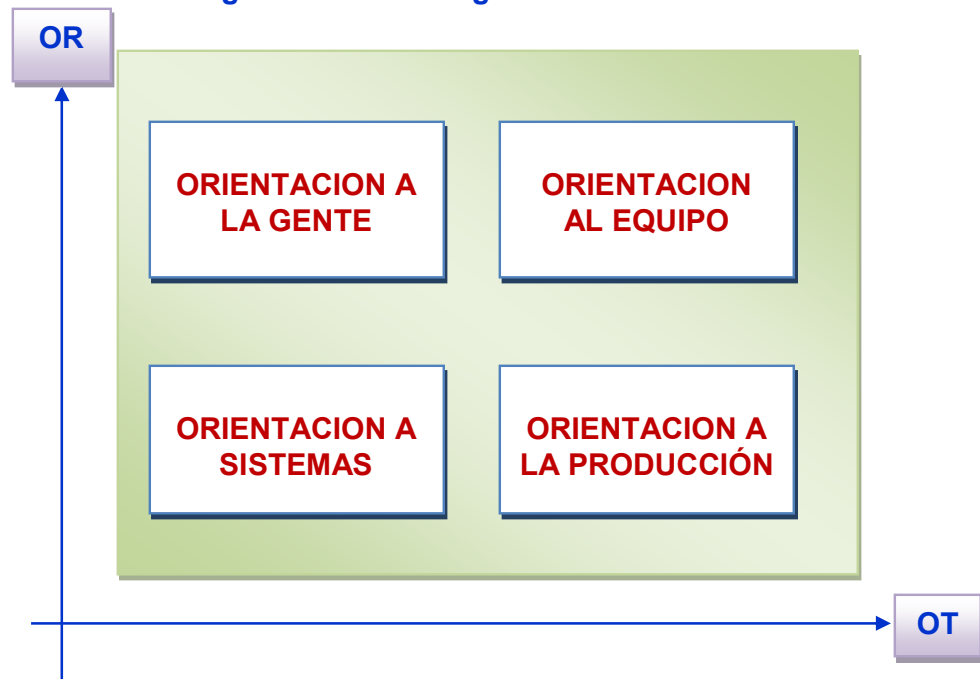 OR
ORIENTACION A
LA GENTE
ORIENTACION
AL EQUIPO
ORIENTACION A
SISTEMAS
ORIENTACION A
LA PRODUCCIÓN
OT